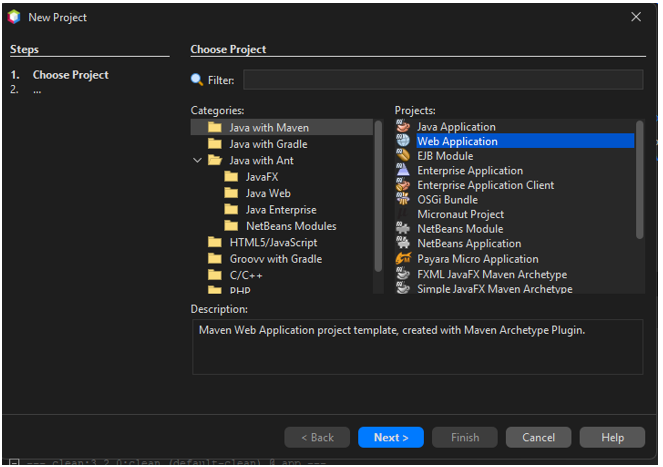 New Project
Steps
1. Choose Project
2. ...
Choose Project
Filter:
Categories:
Java with Maven
Java with Gradle
Java with Ant
JavaFX
Java Web
Java Enterprise
NetBeans Modules
HTML5/JavaScript
Groovy with Gradle
C/C++
PHP
Projects:
Java Application
Web Application
EJB Module
Enterprise Application
Enterprise Application Client
OSGi Bundle
Micronaut Project
NetBeans Module
NetBeans Application
Payara Micro Application
FXML JavaFX Maven Archetype
Simple JavaFX Maven Archetype
Description:
Maven Web Application project template, created with Maven Archetype Plugin.
< Back
Next >
Finish
Cancel
Help
--- clean:3.2.0:clean (default-clean) @ app ---